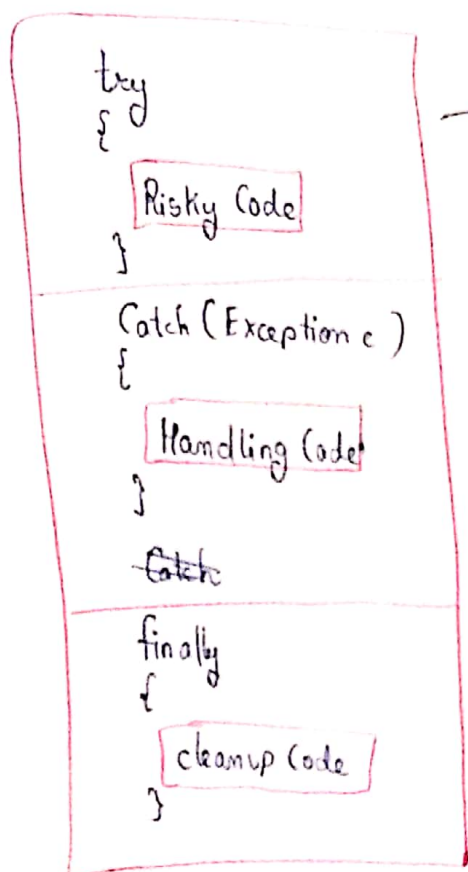 try
{
Risky Code
}
Catch (Exception e)
{
Handling Code
}
Catch
finally
{
cleanup Code
}